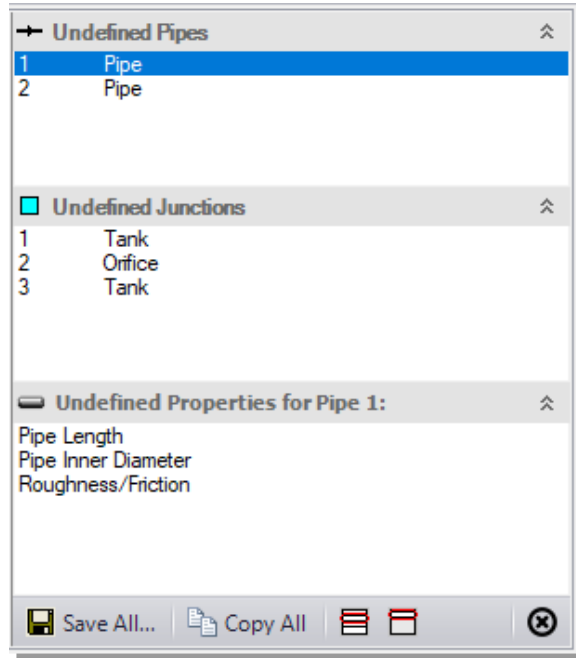 Undefined Pipes
1 Pipe
2 Pipe
Undefined Junctions
1 Tank
2 Orifice
3 Tank
Undefined Properties for Pipe 1:
Pipe Length
Pipe Inner Diameter
Roughness/Friction
Save All... Copy All